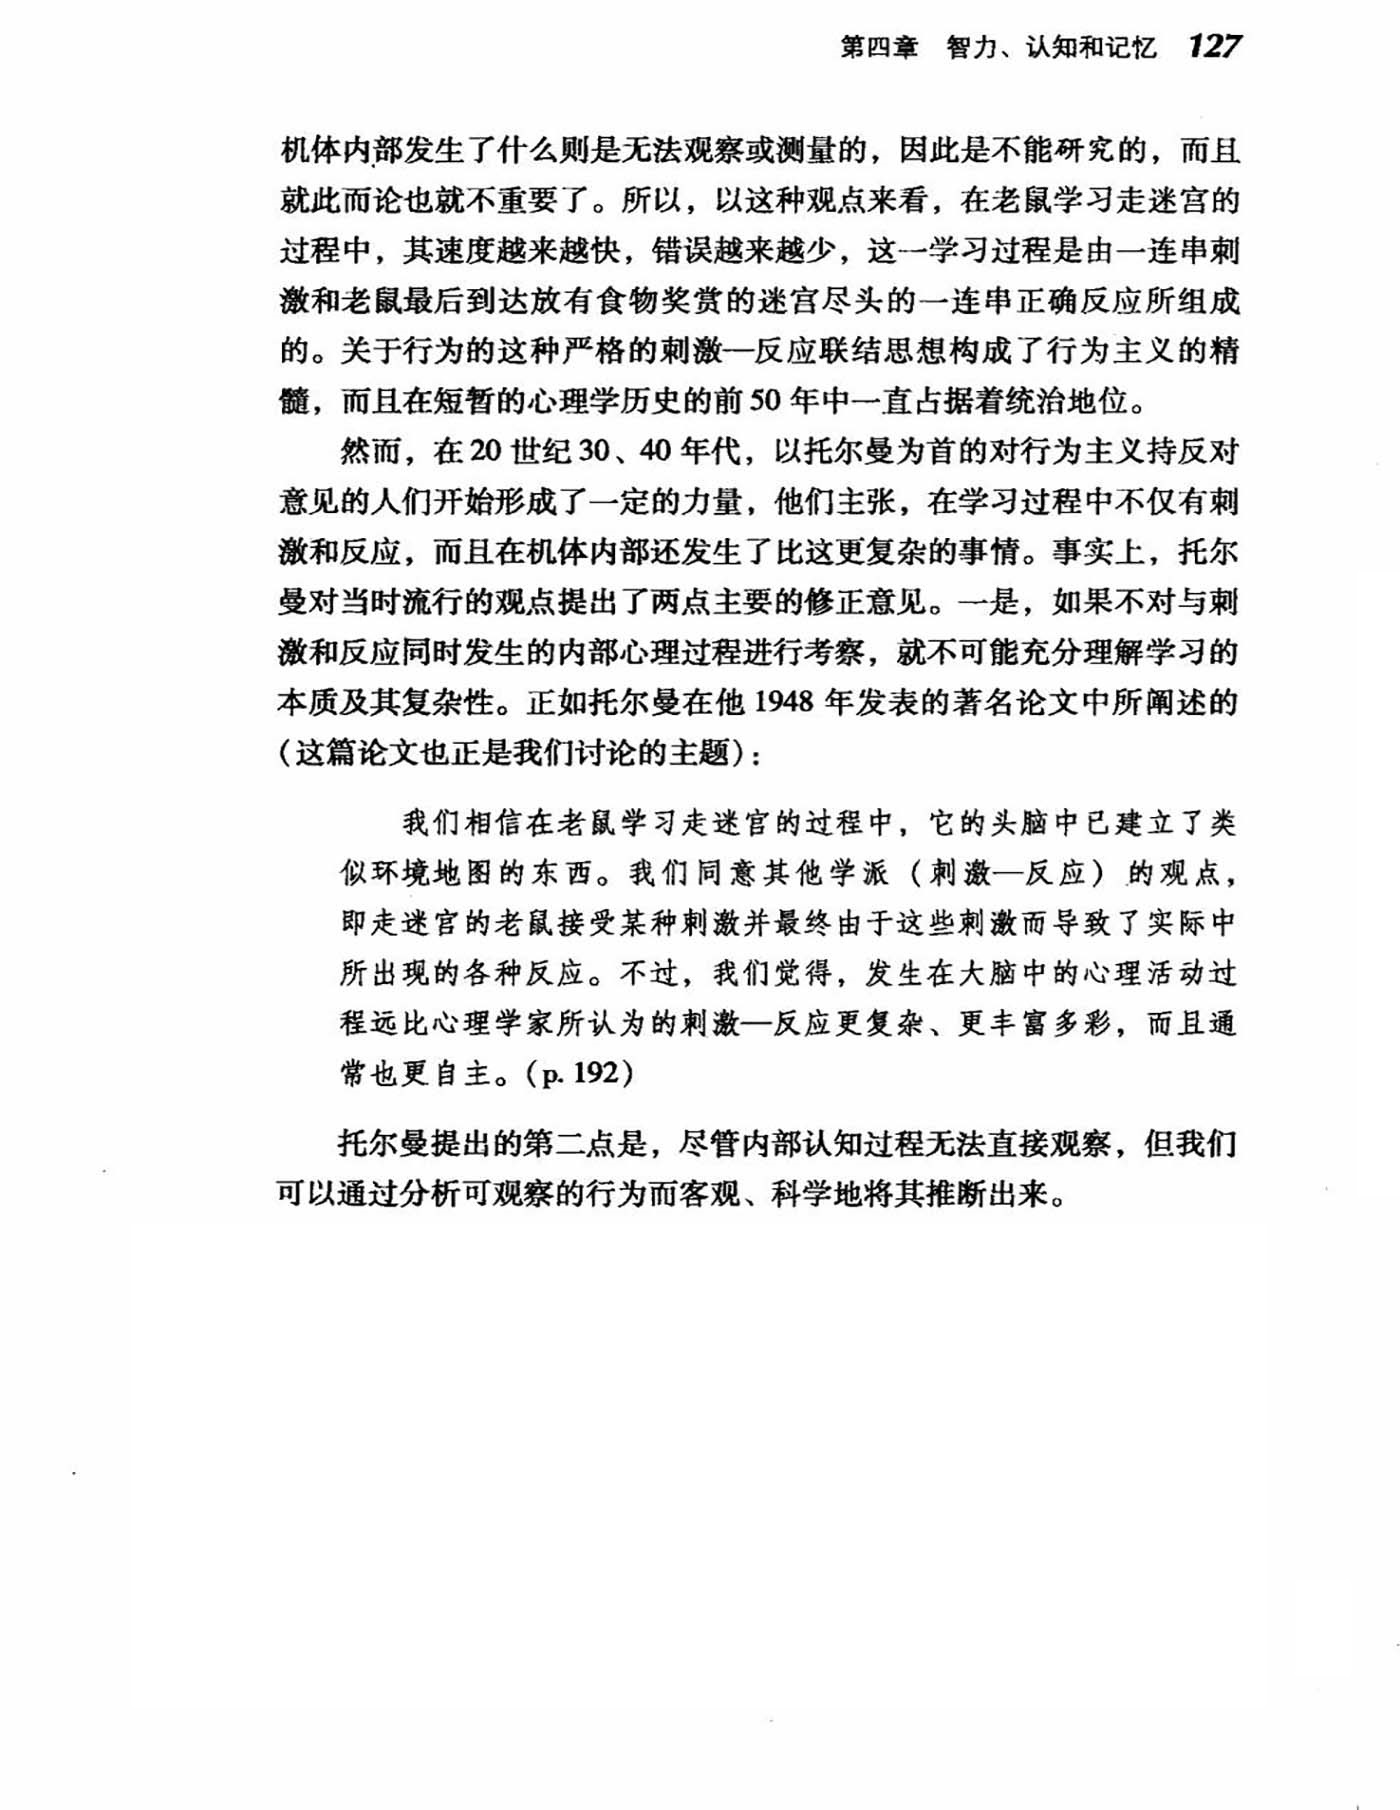 第四章 智力、认知和记忆 127
机体内部发生了什么则是无法观察或测量的，因此是不能研究的，而且
就此而论也就不重要了。所以，以这种观点来看，在老鼠学习走迷宫的
过程中，其速度越来越快，错误越来越少，这一学习过程是由一连串刺
激和老鼠最后到达放有食物奖赏的迷宫尽头的一连串正确反应所组成
的。关于行为的这种严格的刺激—反应联结思想构成了行为主义的精
髓，而且在短暂的心理学历史的前 50 年中一直占据着统治地位。
然而，在 20 世纪 30、40 年代，以托尔曼为首的对行为主义持反对
意见的人们开始形成了一定的力量，他们主张，在学习过程中不仅有刺
激和反应，而且在机体内部还发生了比这更复杂的事情。事实上，托尔
曼对当时流行的观点提出了两点主要的修正意见。一是，如果不对与刺
激和反应同时发生的内部心理过程进行考察，就不可能充分理解学习的
本质及其复杂性。正如托尔曼在他 1948 年发表的著名论文中所阐述的
（这篇论文也正是我们讨论的主题）：
我们相信在老鼠学习走迷宫的过程中，它的头脑中已建立了类
似环境地图的东西。我们同意其他学派（刺激—反应）的观点，
即走迷宫的老鼠接受某种刺激并最终由于这些刺激而导致了实际中
所出现的各种反应。不过，我们觉得，发生在大脑中的心理活动过
程远比心理学家所认为的刺激—反应更复杂、更丰富多彩，而且通
常也更自主。（p. 192）
托尔曼提出的第二点是，尽管内部认知过程无法直接观察，但我们
可以通过分析可观察的行为而客观、科学地将其推断出来。